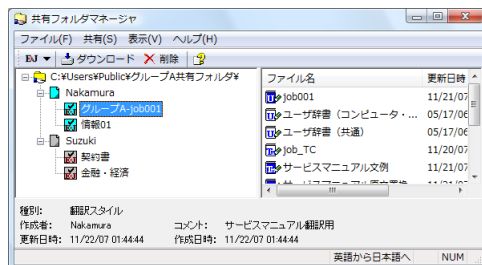 共有フォルダマネージャ
ファイル(F) 共有(S) 表示(V) ヘルプ(H)
EJ ダウンロード 削除
C:¥Users¥Public¥グループA共有フォルダ¥
Nakamura
グループA-job001
情報01
Suzuki
契約書
金融・経済
ファイル名 更新日時
job001 11/21/07
ユーザ辞書（コンピュータ・... 05/17/06
ユーザ辞書（共通） 05/17/06
job_TC 11/20/07
サービスマニュアル文例 11/21/07
種別: 翻訳スタイル
作成者: Nakamura コメント: サービスマニュアル翻訳用
更新日時: 11/22/07 01:44:44 作成日時: 11/22/07 01:44:44
英語から日本語へ NUM